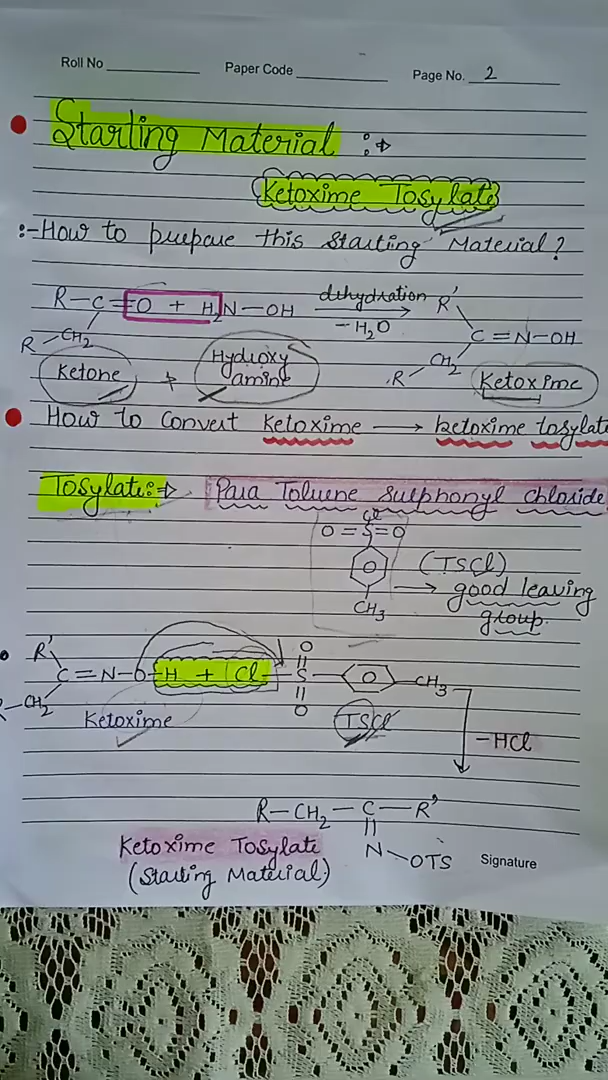 Roll No Paper Code Page No. 2
Starting Material :→
Ketoxime Tosylate
:-How to prepare this Starting Material?
R-C=O + H2N-OH dehydration -H2O R'
C=N-OH
R CH2 R CH2
Ketone + Hydroxy amine Ketoxime
How to convert Ketoxime → ketoxime tosylate
Tosylate:→ Para Toluene Sulphonyl Chloride
Cl
O=S=O
(TSCl)
→ good leaving
CH3 group.
R' O
C=N-O-H + Cl-S- -CH3
R-CH2 O
Ketoxime TSCl -HCl
R-CH2-C-R'
Ketoxime Tosylate N-OTS Signature
(Starting Material)